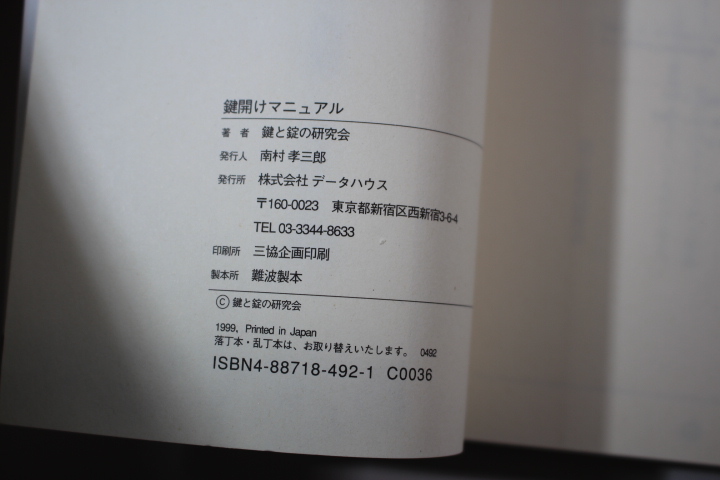 鍵開けマニュアル
著者 鍵と錠の研究会
発行人 南村孝三郎
発行所 株式会社 データハウス
〒160-0023 東京都新宿区西新宿3-6-4
TEL 03-3344-8633
印刷所 三協企画印刷
製本所 難波製本
© 鍵と錠の研究会
1999, Printed in Japan
落丁本・乱丁本は、お取り替えいたします。 0492
ISBN4-88718-492-1 C0036